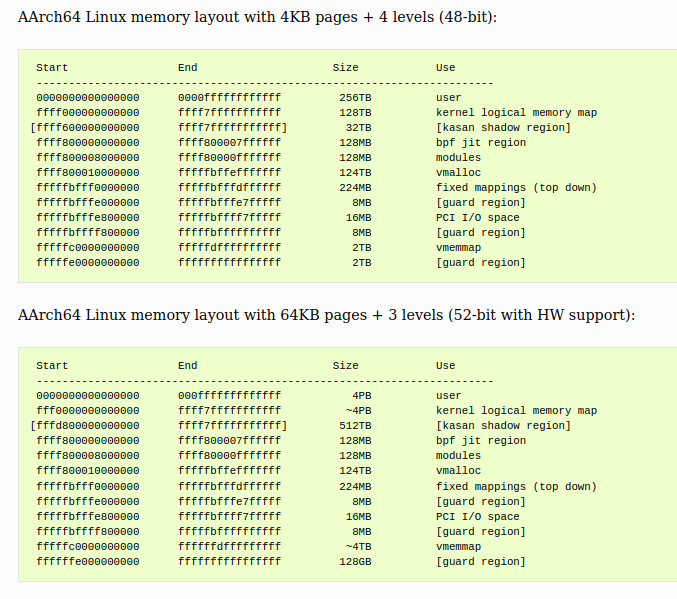 AArch64 Linux memory layout with 4KB pages + 4 levels (48-bit):
Start End Size Use
-----------------------------------------------------------------------
0000000000000000 0000ffffffffffff 256TB user
ffff000000000000 ffff7fffffffffff 128TB kernel logical memory map
[ffff600000000000 ffff7fffffffffff] 32TB [kasan shadow region]
ffff800000000000 ffff800007ffffff 128MB bpf jit region
ffff800008000000 ffff80000fffffff 128MB modules
ffff800010000000 fffffbffefffffff 124TB vmalloc
fffffbfff0000000 fffffbfffdffffff 224MB fixed mappings (top down)
fffffbfffe000000 fffffbfffe7fffff 8MB [guard region]
fffffbfffe800000 fffffbffff7fffff 16MB PCI I/O space
fffffbffff800000 fffffbffffffffff 8MB [guard region]
fffffc0000000000 fffffdffffffffff 2TB vmemmap
fffffe0000000000 ffffffffffffffff 2TB [guard region]
AArch64 Linux memory layout with 64KB pages + 3 levels (52-bit with HW support):
Start End Size Use
-----------------------------------------------------------------------
0000000000000000 000fffffffffffff 4PB user
fff0000000000000 ffff7fffffffffff ~4PB kernel logical memory map
[fffd800000000000 ffff7fffffffffff] 512TB [kasan shadow region]
ffff800000000000 ffff800007ffffff 128MB bpf jit region
ffff800008000000 ffff80000fffffff 128MB modules
ffff800010000000 fffffbffefffffff 124TB vmalloc
fffffbfff0000000 fffffbfffdffffff 224MB fixed mappings (top down)
fffffbfffe000000 fffffbfffe7fffff 8MB [guard region]
fffffbfffe800000 fffffbffff7fffff 16MB PCI I/O space
fffffbffff800000 fffffbffffffffff 8MB [guard region]
fffffc0000000000 ffffffdfffffffff ~4TB vmemmap
ffffffe000000000 ffffffffffffffff 128GB [guard region]